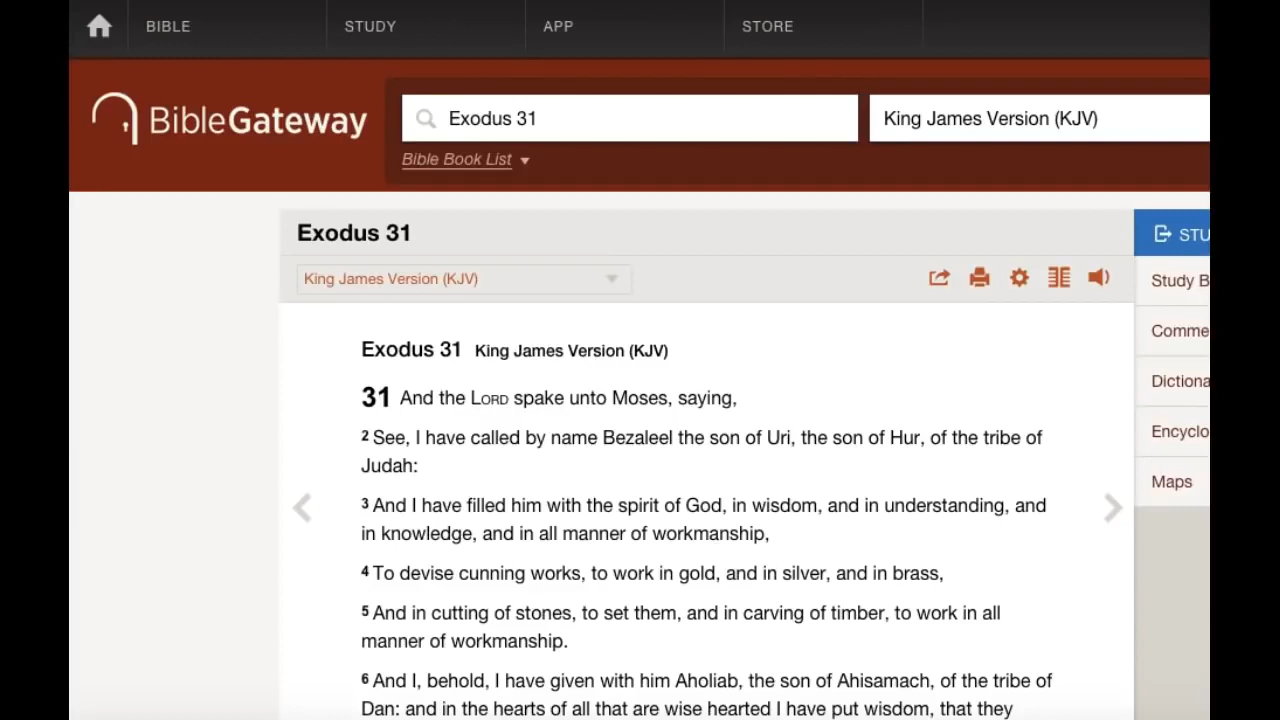 BIBLE STUDY APP STORE
BibleGateway
Exodus 31
King James Version (KJV)
Bible Book List
Exodus 31
King James Version (KJV)
STU
Study B
Comme
Dictiona
Encyclo
Maps
Exodus 31 King James Version (KJV)
31 And the LORD spake unto Moses, saying,
2 See, I have called by name Bezaleel the son of Uri, the son of Hur, of the tribe of
Judah:
3 And I have filled him with the spirit of God, in wisdom, and in understanding, and
in knowledge, and in all manner of workmanship,
4 To devise cunning works, to work in gold, and in silver, and in brass,
5 And in cutting of stones, to set them, and in carving of timber, to work in all
manner of workmanship.
6 And I, behold, I have given with him Aholiab, the son of Ahisamach, of the tribe of
Dan: and in the hearts of all that are wise hearted I have put wisdom, that they